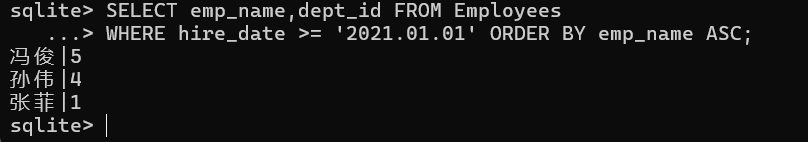 sqlite> SELECT emp_name,dept_id FROM Employees
...> WHERE hire_date >= '2021.01.01' ORDER BY emp_name ASC;
冯俊|5
孙伟|4
张菲|1
sqlite>